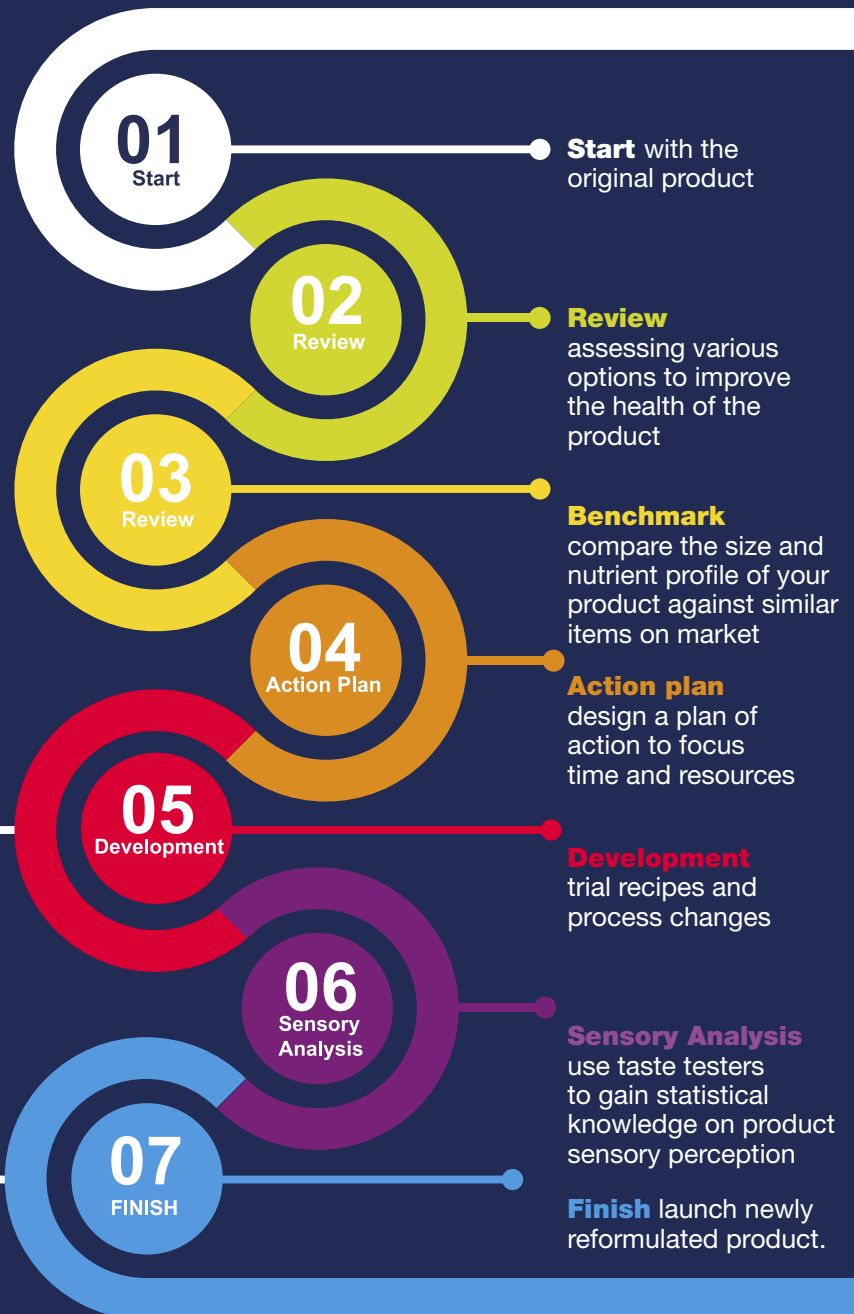 01
Start
Start with the
original product
02
Review
Review
assessing various
options to improve
the health of the
product
03
Review
Benchmark
compare the size and
nutrient profile of your
product against similar
items on market
04
Action Plan
Action plan
design a plan of
action to focus
time and resources
05
Development
Development
trial recipes and
process changes
06
Sensory
Analysis
Sensory Analysis
use taste testers
to gain statistical
knowledge on product
sensory perception
07
FINISH
Finish launch newly
reformulated product.